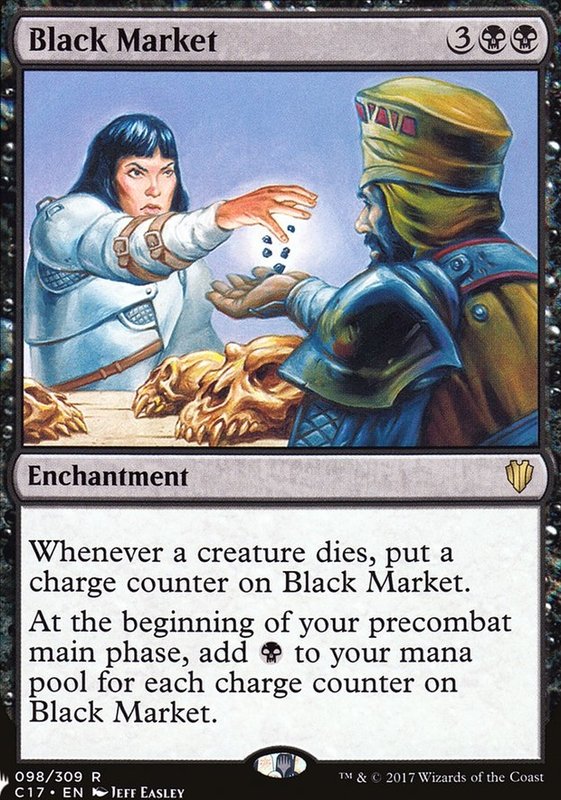 Black Market 3
Enchantment
Whenever a creature dies, put a
charge counter on Black Market.
At the beginning of your precombat
main phase, add to your mana
pool for each charge counter on
Black Market.
098/309 R
C17 • EN JEFF EASLEY
™ & © 2017 Wizards of the Coast